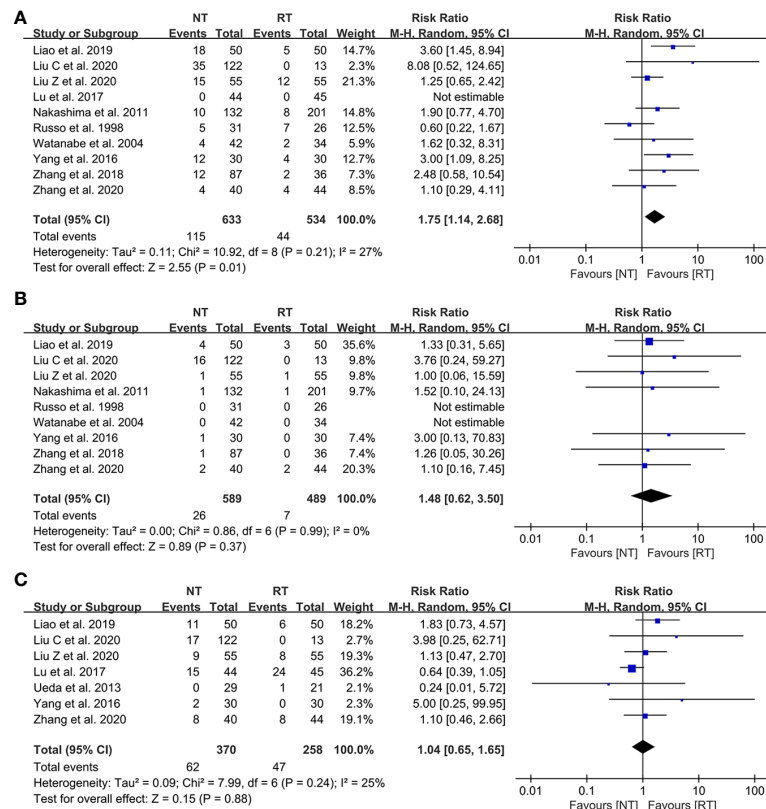 A
NT RT Risk Ratio Risk Ratio
Study or Subgroup Events Total Events Total Weight M-H, Random, 95% CI M-H, Random, 95% CI
Liao et al. 2019 18 50 5 50 14.7% 3.60 [1.45, 8.94]
Liu C et al. 2020 35 122 0 13 2.3% 8.08 [0.52, 124.65]
Liu Z et al. 2020 15 55 12 55 21.3% 1.25 [0.65, 2.42]
Lu et al. 2017 0 44 0 45 Not estimable
Nakashima et al. 2011 10 132 8 201 14.8% 1.90 [0.77, 4.70]
Russo et al. 1998 5 31 7 26 12.5% 0.60 [0.22, 1.67]
Watanabe et al. 2004 4 42 2 34 5.9% 1.62 [0.32, 8.31]
Yang et al. 2016 12 30 4 30 12.7% 3.00 [1.09, 8.25]
Zhang et al. 2018 12 87 2 36 7.3% 2.48 [0.58, 10.54]
Zhang et al. 2020 4 40 4 44 8.5% 1.10 [0.29, 4.11]
Total (95% CI) 633 534 100.0% 1.75 [1.14, 2.68]
Total events 115 44
Heterogeneity: Tau² = 0.11; Chi² = 10.92, df = 8 (P = 0.21); I² = 27%
Test for overall effect: Z = 2.55 (P = 0.01)
0.01 0.1 1 10 100
Favours [NT] Favours [RT]
B
NT RT Risk Ratio Risk Ratio
Study or Subgroup Events Total Events Total Weight M-H, Random, 95% CI M-H, Random, 95% CI
Liao et al. 2019 4 50 3 50 35.6% 1.33 [0.31, 5.65]
Liu C et al. 2020 16 122 0 13 9.8% 3.76 [0.24, 59.27]
Liu Z et al. 2020 1 55 1 55 9.8% 1.00 [0.06, 15.59]
Nakashima et al. 2011 1 132 1 201 9.7% 1.52 [0.10, 24.13]
Russo et al. 1998 0 31 0 26 Not estimable
Watanabe et al. 2004 0 42 0 34 Not estimable
Yang et al. 2016 1 30 0 30 7.4% 3.00 [0.13, 70.83]
Zhang et al. 2018 1 87 0 36 7.4% 1.26 [0.05, 30.26]
Zhang et al. 2020 2 40 2 44 20.3% 1.10 [0.16, 7.45]
Total (95% CI) 589 489 100.0% 1.48 [0.62, 3.50]
Total events 26 7
Heterogeneity: Tau² = 0.00; Chi² = 0.86, df = 6 (P = 0.99); I² = 0%
Test for overall effect: Z = 0.89 (P = 0.37)
0.01 0.1 1 10 100
Favours [NT] Favours [RT]
C
NT RT Risk Ratio Risk Ratio
Study or Subgroup Events Total Events Total Weight M-H, Random, 95% CI M-H, Random, 95% CI
Liao et al. 2019 11 50 6 50 18.2% 1.83 [0.73, 4.57]
Liu C et al. 2020 17 122 0 13 2.7% 3.98 [0.25, 62.71]
Liu Z et al. 2020 9 55 8 55 19.3% 1.13 [0.47, 2.70]
Lu et al. 2017 15 44 24 45 36.2% 0.64 [0.39, 1.05]
Ueda et al. 2013 0 29 1 21 2.1% 0.24 [0.01, 5.72]
Yang et al. 2016 2 30 0 30 2.3% 5.00 [0.25, 99.95]
Zhang et al. 2020 8 40 8 44 19.1% 1.10 [0.46, 2.66]
Total (95% CI) 370 258 100.0% 1.04 [0.65, 1.65]
Total events 62 47
Heterogeneity: Tau² = 0.09; Chi² = 7.99, df = 6 (P = 0.24); I² = 25%
Test for overall effect: Z = 0.15 (P = 0.88)
0.01 0.1 1 10 100
Favours [NT] Favours [RT]